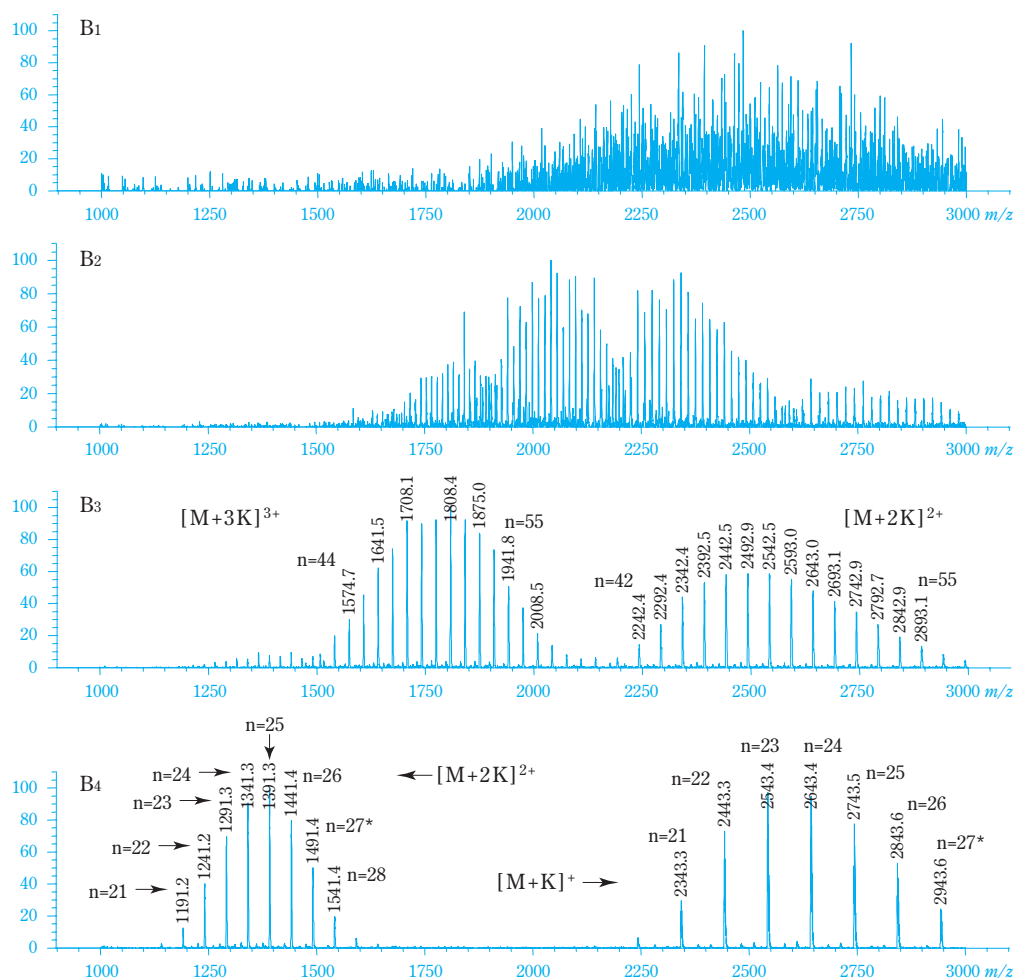 B1
100
80
60
40
20
0
1000 1250 1500 1750 2000 2250 2500 2750 3000 m/z
B2
100
80
60
40
20
0
1000 1250 1500 1750 2000 2250 2500 2750 3000 m/z
B3
100
80
60
40
20
0
[M+3K]3+
n=44
1574.7
1641.5
1708.1
1808.4
1875.0
n=55
1941.8
2008.5
[M+2K]2+
n=42
2242.4
2292.4
2342.4
2392.5
2442.5
2492.9
2542.5
2593.0
2643.0
2693.1
2742.9
2792.7
2842.9
n=55
2893.1
1000 1250 1500 1750 2000 2250 2500 2750 3000 m/z
B4
100
80
60
40
20
0
n=21 → 1191.2
n=22 → 1241.2
n=23 → 1291.3
n=24 → 1341.3
n=25
1391.3
n=26
1441.4
n=27*
1491.4
n=28
1541.4
← [M+2K]2+
[M+K]+ →
n=21
2343.3
n=22
2443.3
n=23
2543.4
n=24
2643.4
n=25
2743.5
n=26
2843.6
n=27*
2943.6
1000 1250 1500 1750 2000 2250 2500 2750 3000 m/z